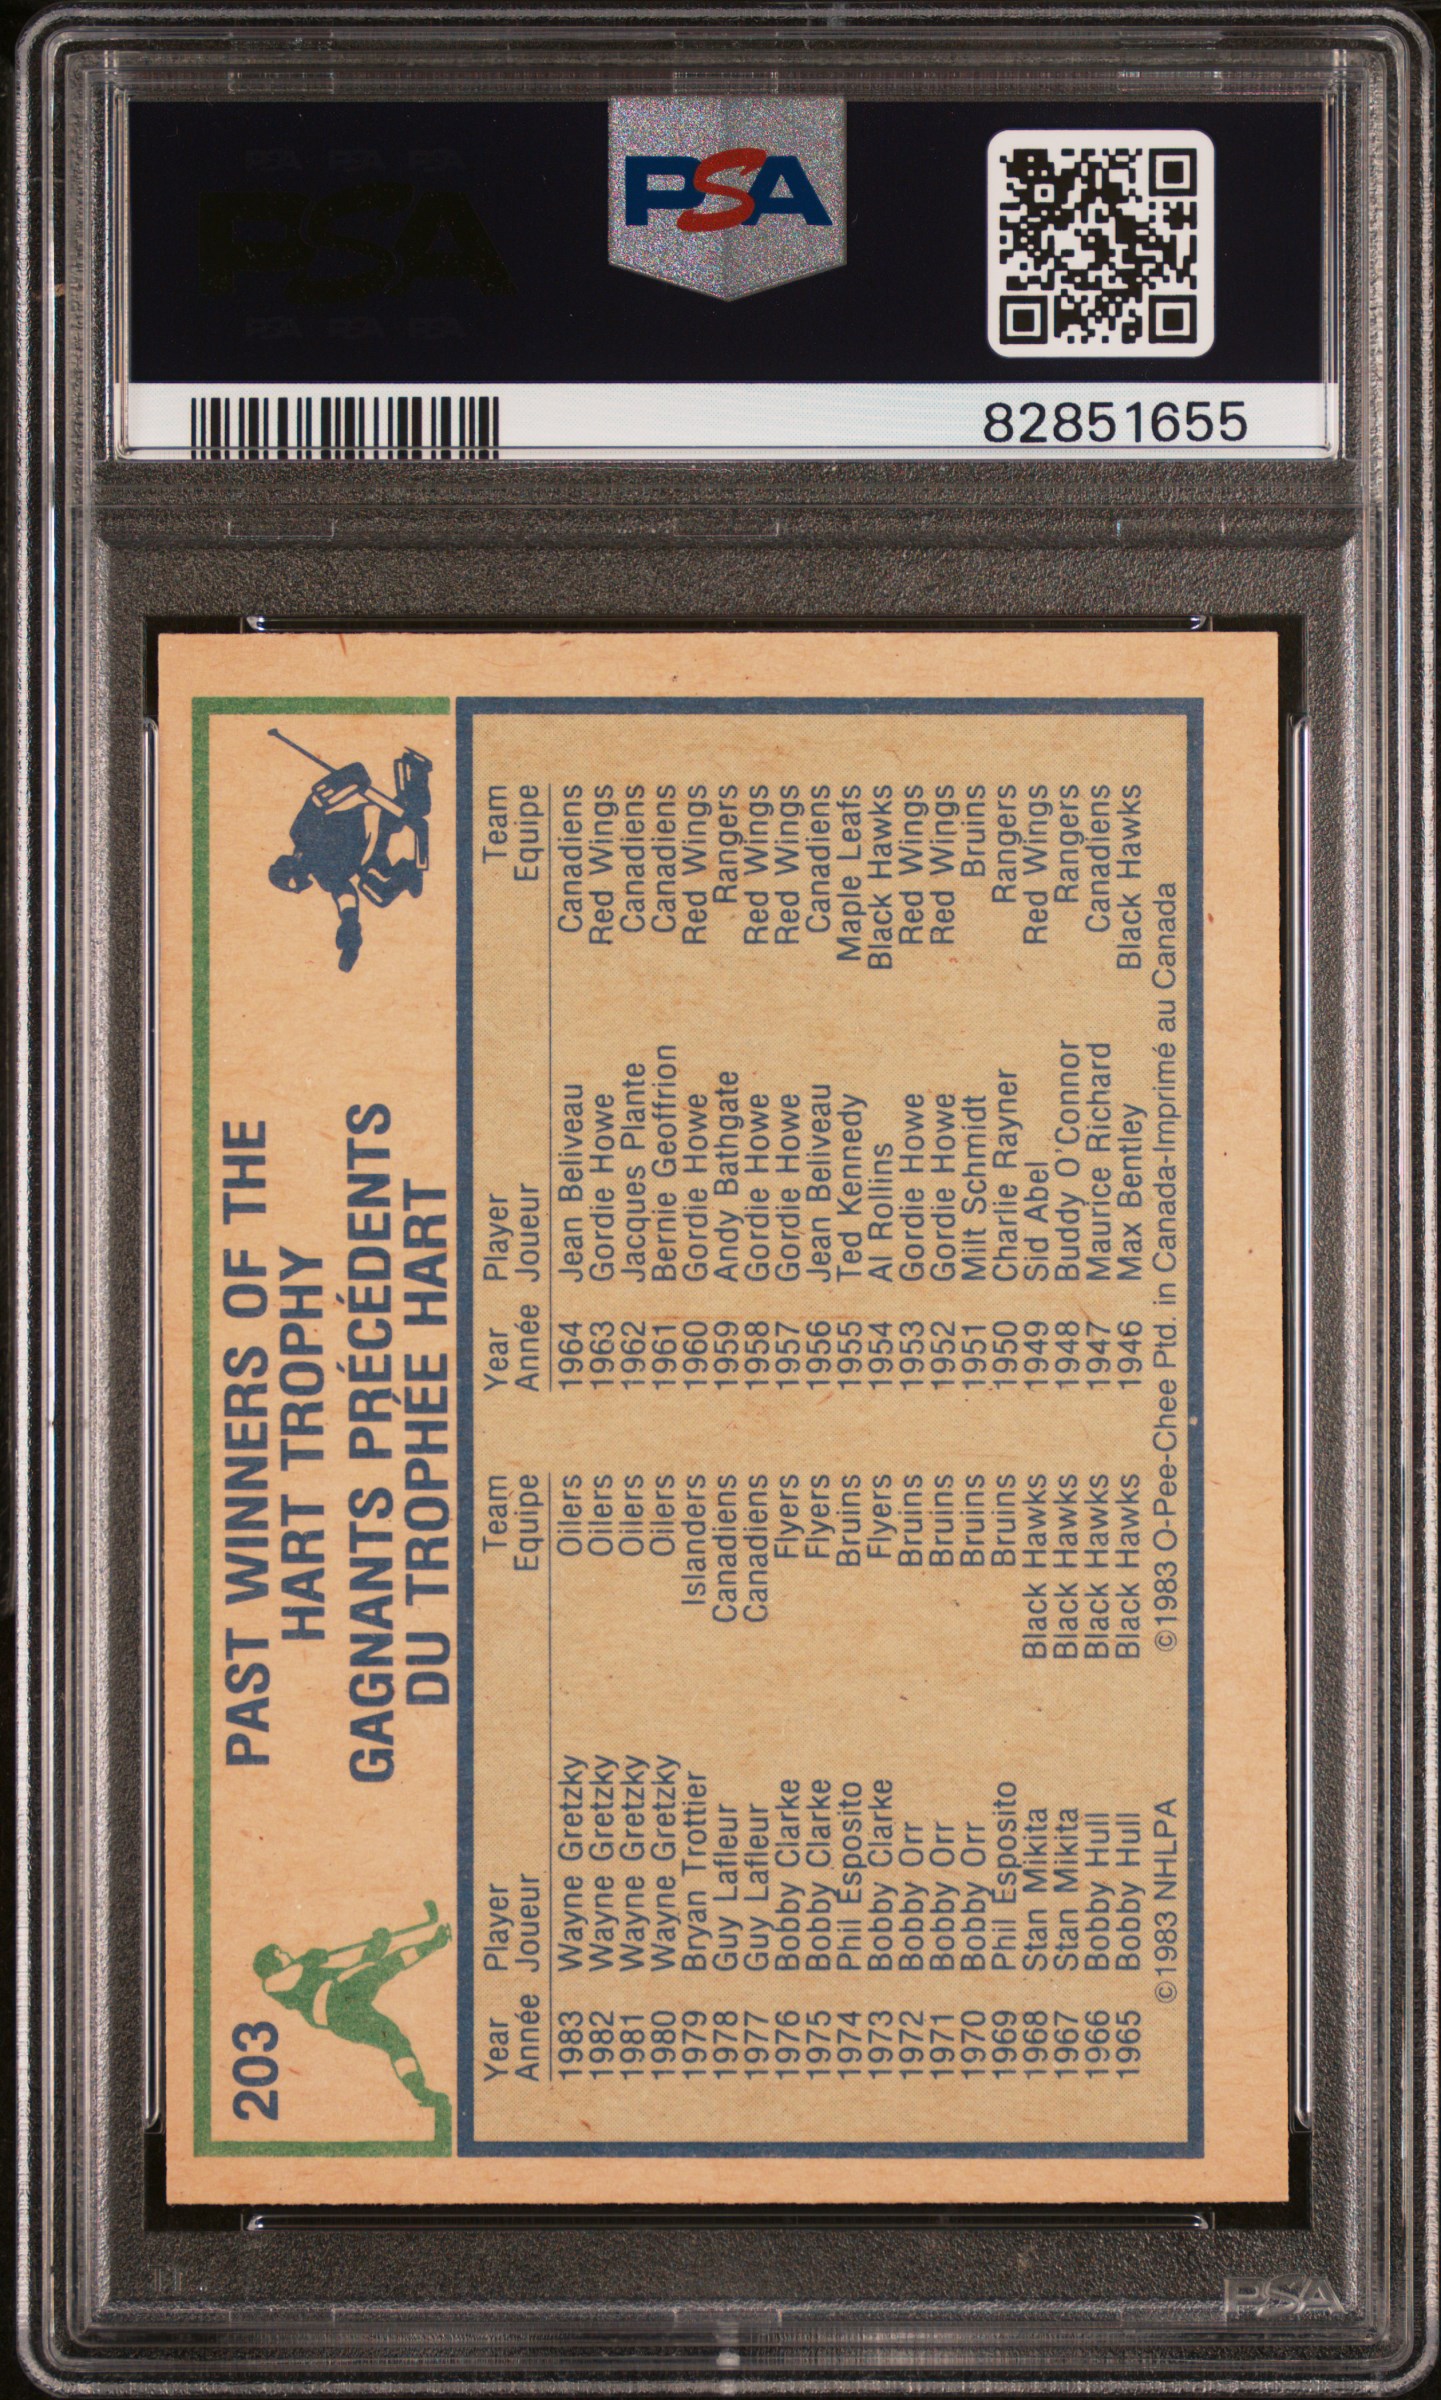 PSA
82851655
203
PAST WINNERS OF THE
HART TROPHY
GAGNANTS PRÉCÉDENTS
DU TROPHÉE HART
Year Player Team
Année Joueur Equipe
1983 Wayne Gretzky Oilers
1982 Wayne Gretzky Oilers
1981 Wayne Gretzky Oilers
1980 Wayne Gretzky Oilers
1979 Bryan Trottier Islanders
1978 Guy Lafleur Canadiens
1977 Guy Lafleur Canadiens
1976 Bobby Clarke Flyers
1975 Bobby Clarke Flyers
1974 Phil Esposito Bruins
1973 Bobby Clarke Flyers
1972 Bobby Orr Bruins
1971 Bobby Orr Bruins
1970 Bobby Orr Bruins
1969 Phil Esposito Bruins
1968 Stan Mikita Black Hawks
1967 Stan Mikita Black Hawks
1966 Bobby Hull Black Hawks
1965 Bobby Hull Black Hawks
Year Player Team
Année Joueur Equipe
1964 Jean Beliveau Canadiens
1963 Gordie Howe Red Wings
1962 Jacques Plante Canadiens
1961 Bernie Geoffrion Canadiens
1960 Gordie Howe Red Wings
1959 Andy Bathgate Rangers
1958 Gordie Howe Red Wings
1957 Gordie Howe Red Wings
1956 Jean Beliveau Canadiens
1955 Ted Kennedy Maple Leafs
1954 Al Rollins Black Hawks
1953 Gordie Howe Red Wings
1952 Gordie Howe Red Wings
1951 Milt Schmidt Bruins
1950 Charlie Rayner Rangers
1949 Sid Abel Red Wings
1948 Buddy O'Connor Rangers
1947 Maurice Richard Canadiens
1946 Max Bentley Black Hawks
©1983 NHLPA ©1983 O-Pee-Chee Ptd. in Canada-Imprimé au Canada
PSA